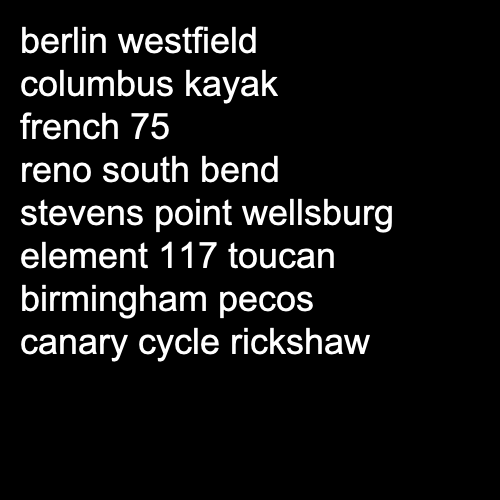 berlin westfield
columbus kayak
french 75
reno south bend
stevens point wellsburg
element 117 toucan
birmingham pecos
canary cycle rickshaw